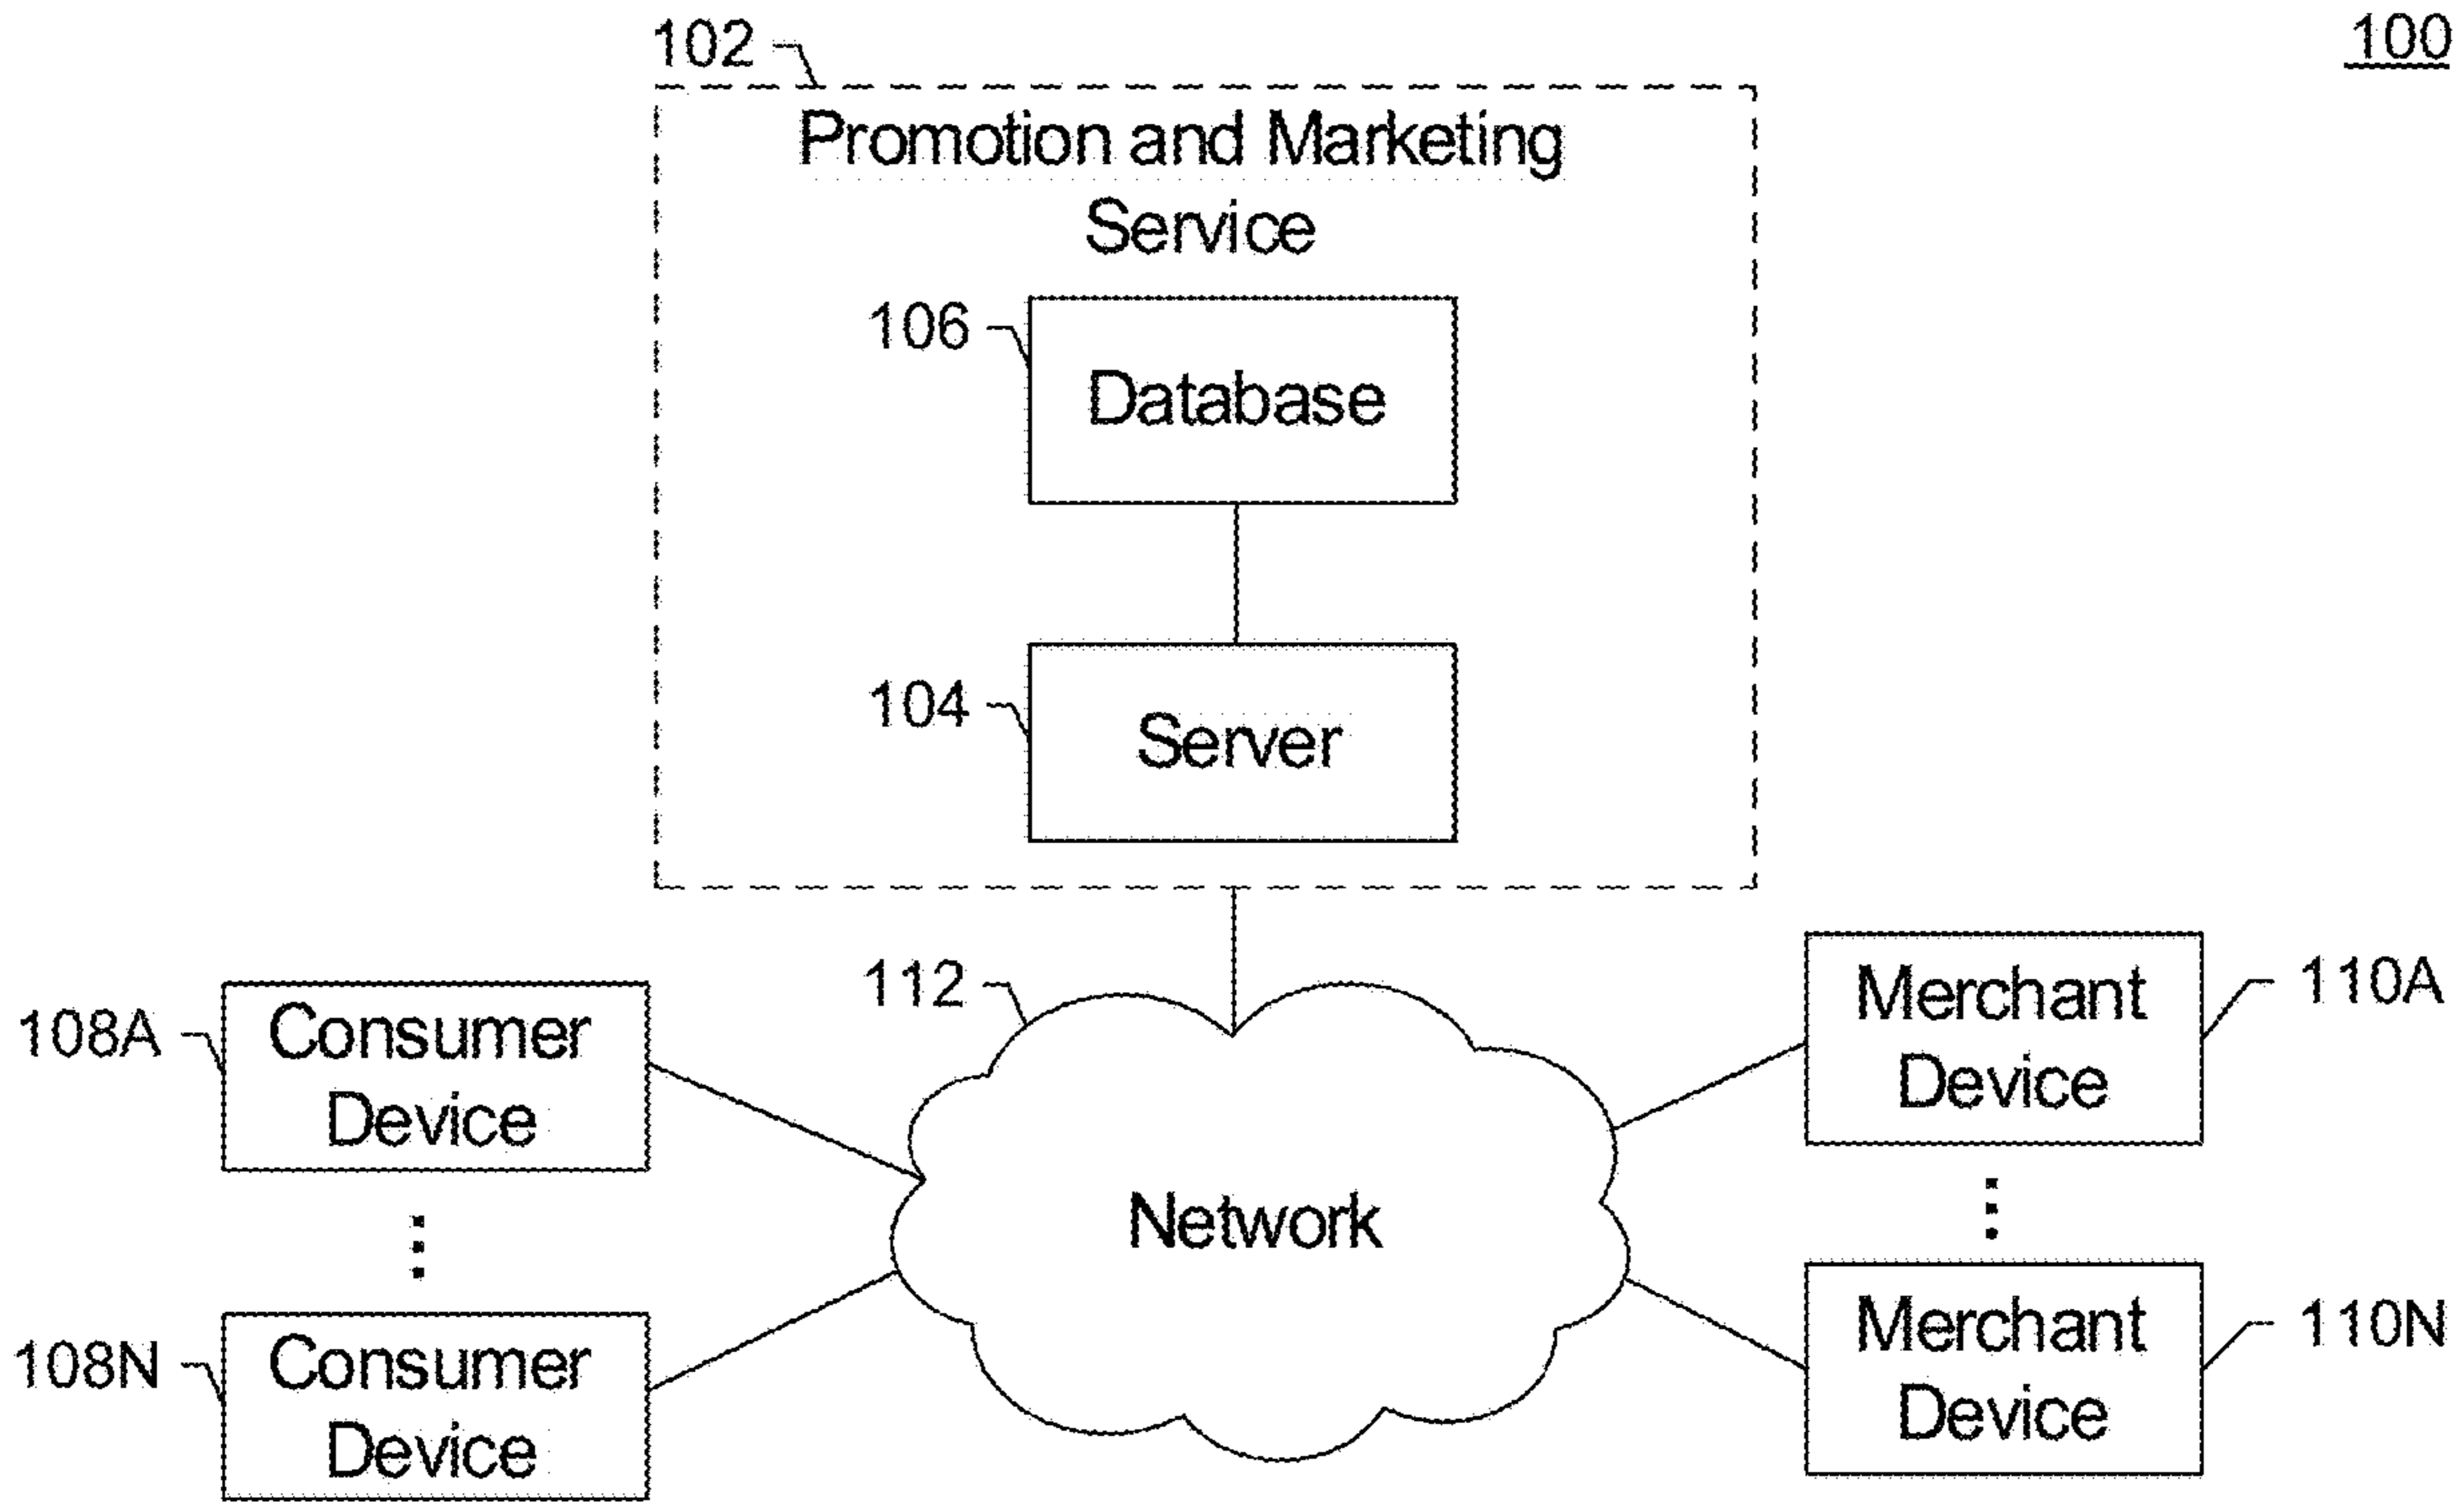 102
100
Promotion and Marketing
Service
106
Database
104
Server
112
108A
Consumer
Device
108N
Consumer
Device
Network
Merchant
Device
110A
Merchant
Device
110N